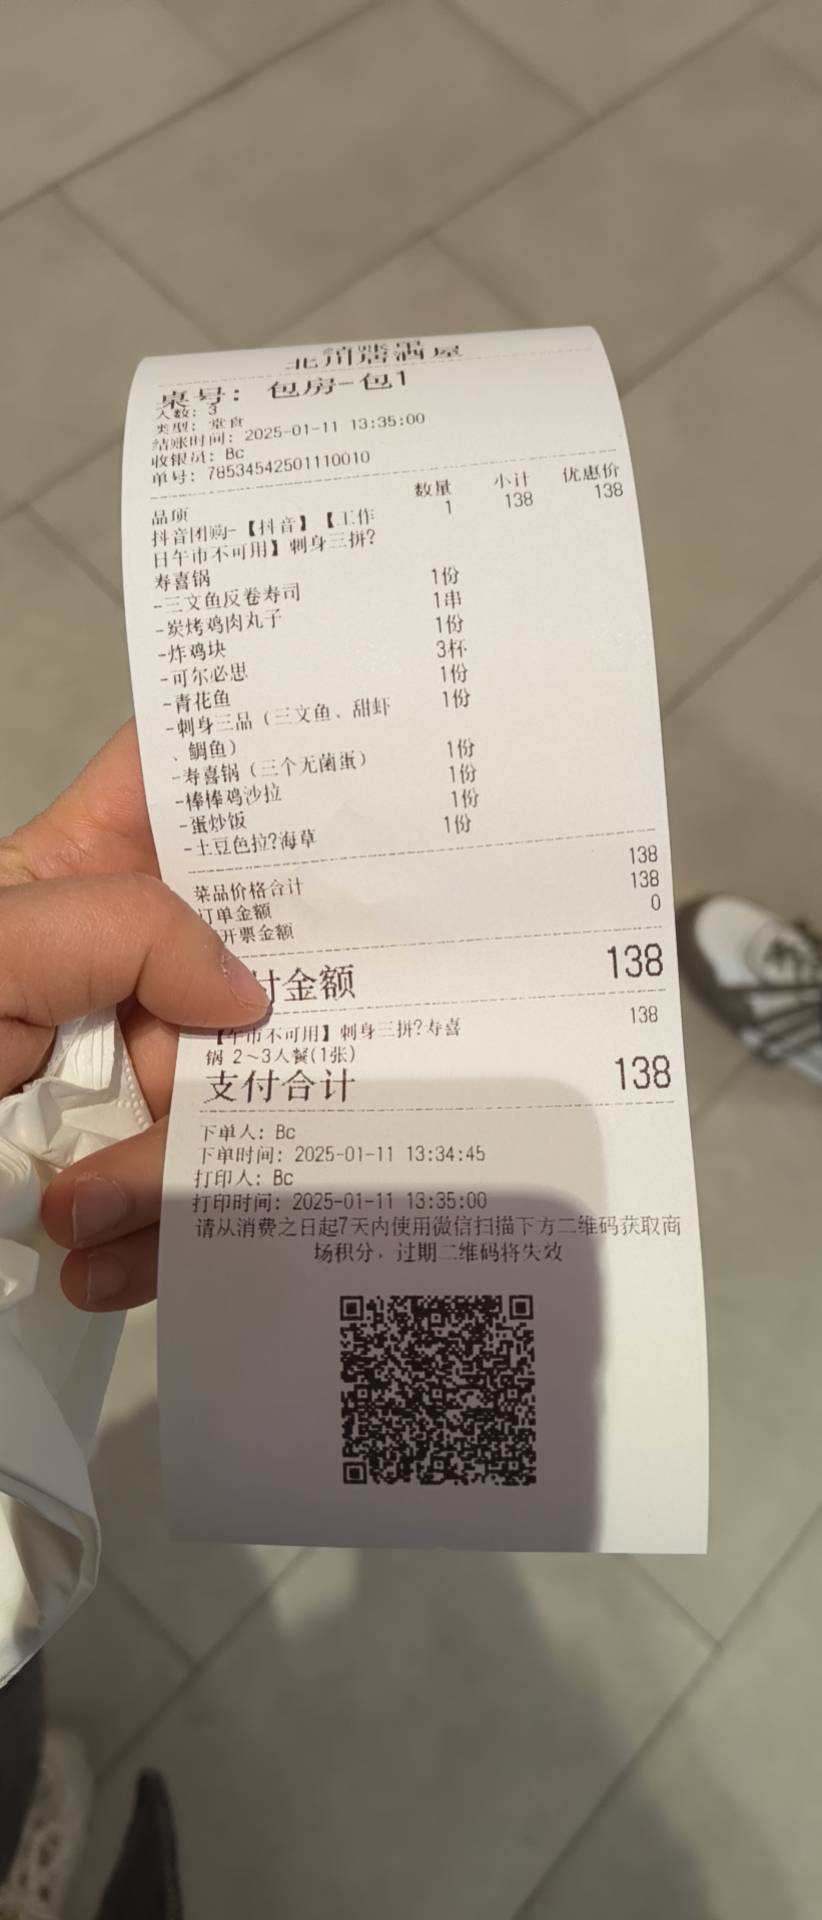 结账单
北川居酒屋
桌号: 包房-包1
人数: 3
类型: 堂食
结账时间: 2025-01-11 13:35:00
收银员: Bc
单号: 78534542501110010
品项 数量 小计 优惠价
抖音团购-【抖音】【工作 1 138 138
日午市不可用】刺身三拼?
寿喜锅
-三文鱼反卷寿司 1份
-炭烤鸡肉丸子 1串
-炸鸡块 1份
-可尔必思 3杯
-青花鱼 1份
-刺身三品（三文鱼、甜虾 1份
、鲷鱼）
-寿喜锅（三个无菌蛋） 1份
-棒棒鸡沙拉 1份
-蛋炒饭 1份
-土豆色拉?海草 1份
菜品价格合计 138
订单金额 138
开票金额 0
付金额 138
【午市不可用】刺身三拼?寿喜 138
锅 2~3人餐(1张)
支付合计 138
下单人: Bc
下单时间: 2025-01-11 13:34:45
打印人: Bc
打印时间: 2025-01-11 13:35:00
请从消费之日起7天内使用微信扫描下方二维码获取商
场积分，过期二维码将失效